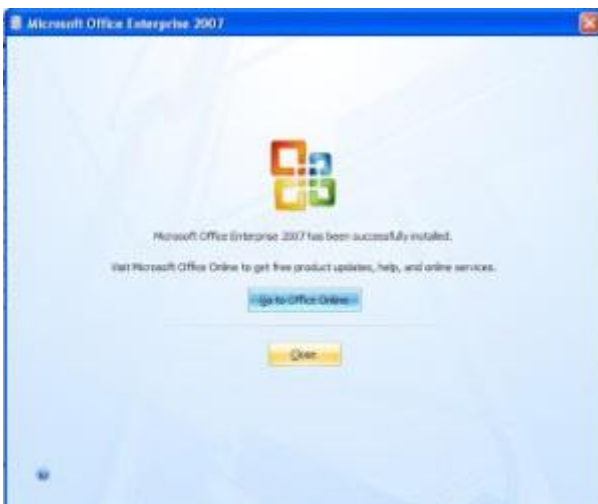 Microsoft Office Enterprise 2007
Microsoft Office Enterprise 2007 has been successfully installed.
Visit Microsoft Office Online to get free product updates, help, and online services.
Go to Office Online
Close